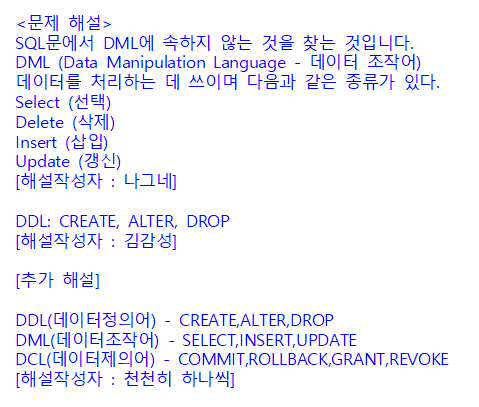 <문제 해설>
SQL문에서 DML에 속하지 않는 것을 찾는 것입니다.
DML (Data Manipulation Language - 데이터 조작어)
데이터를 처리하는 데 쓰이며 다음과 같은 종류가 있다.
Select (선택)
Delete (삭제)
Insert (삽입)
Update (갱신)
[해설작성자 : 나그네]
DDL: CREATE, ALTER, DROP
[해설작성자 : 김감성]
[추가 해설]
DDL(데이터정의어) - CREATE,ALTER,DROP
DML(데이터조작어) - SELECT,INSERT,UPDATE
DCL(데이터제의어) - COMMIT,ROLLBACK,GRANT,REVOKE
[해설작성자 : 천천히 하나씩]